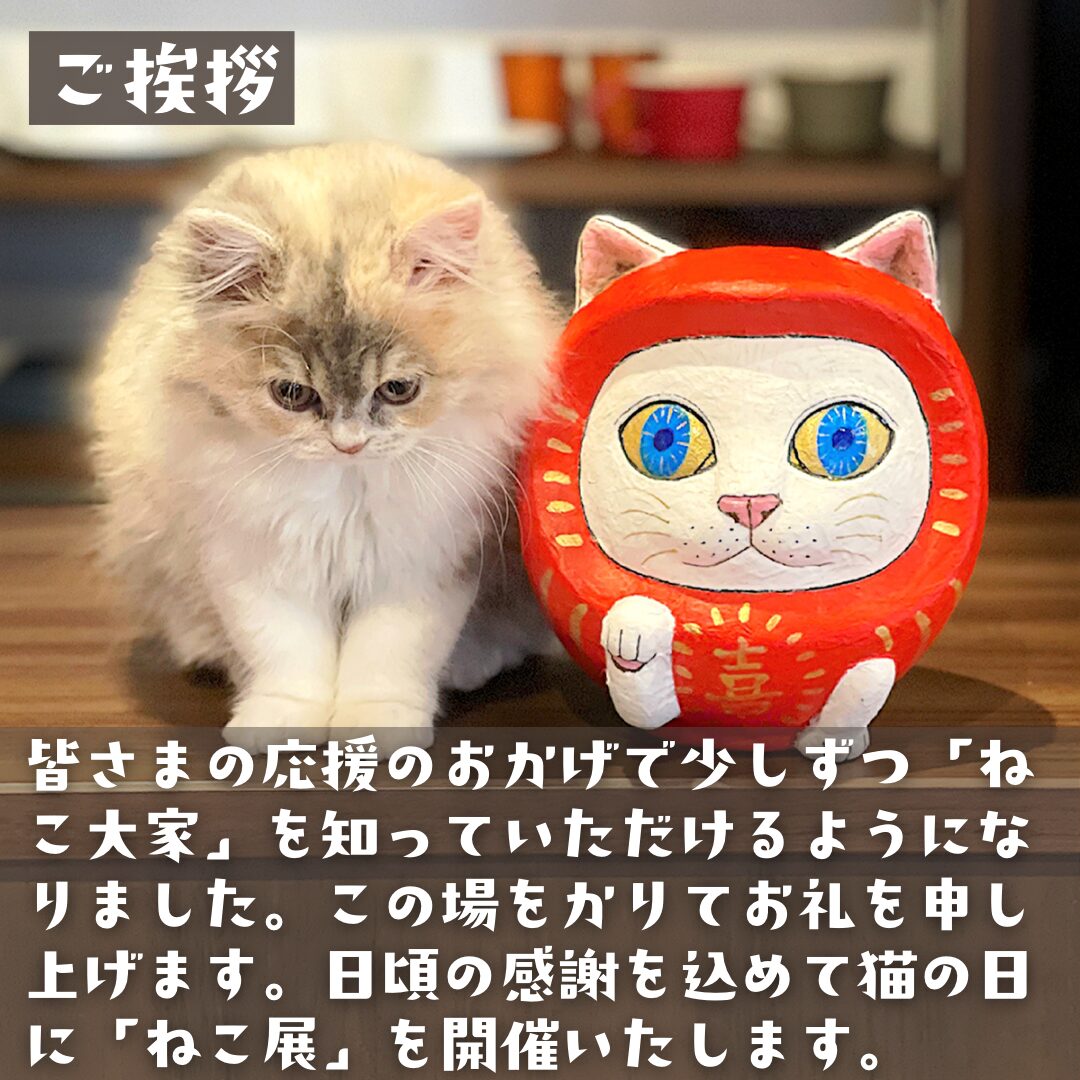 ご挨拶
喜
皆さまの応援のおかげで少しずつ「ね
こ大家」を知っていただけるようにな
りました。この場をかりてお礼を申し
上げます。日頃の感謝を込めて猫の日
に「ねこ展」を開催いたします。